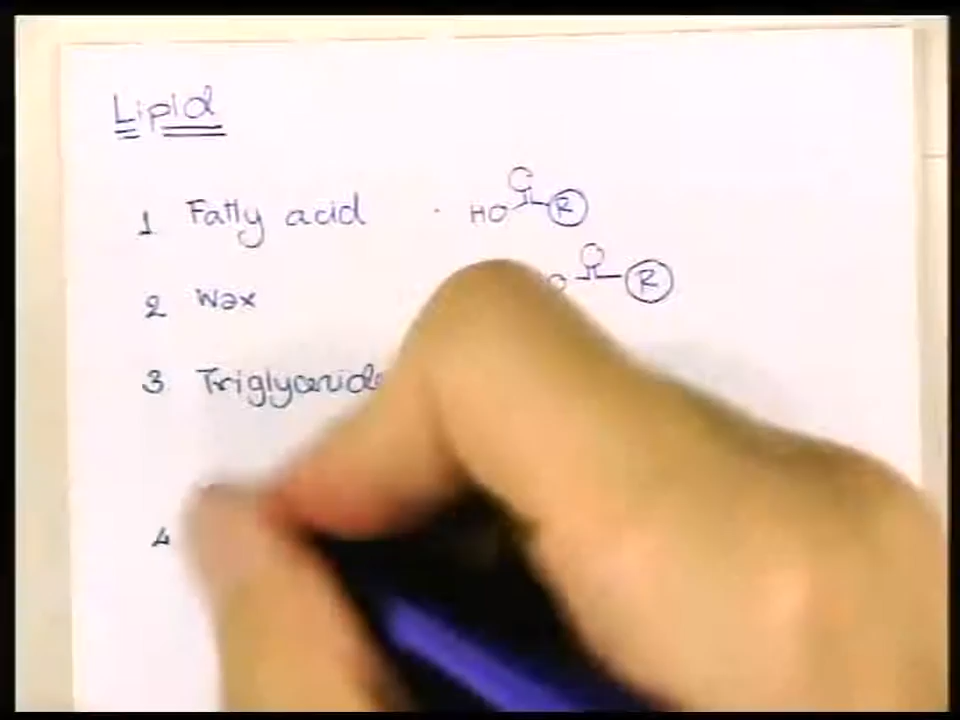 Lipid
1 Fatty acid HO O R
2 Wax O O R
3 Triglyceride
4